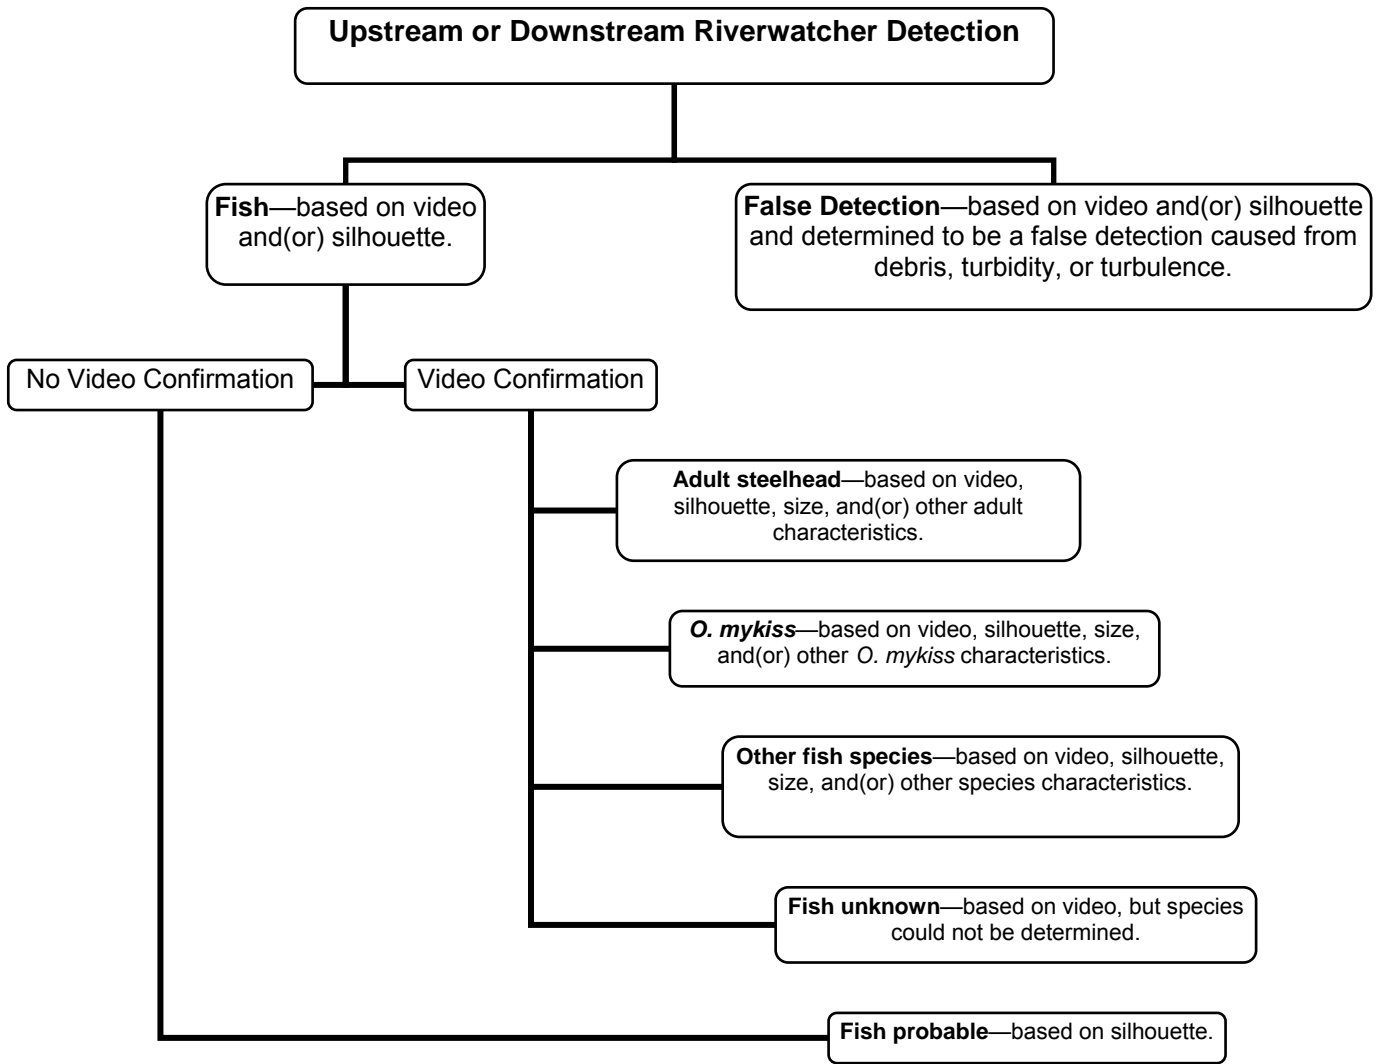 Upstream or Downstream Riverwatcher Detection
Fish—based on video
and(or) silhouette.
False Detection—based on video and(or) silhouette
and determined to be a false detection caused from
debris, turbidity, or turbulence.
No Video Confirmation
Video Confirmation
Adult steelhead—based on video,
silhouette, size, and(or) other adult
characteristics.
O. mykiss—based on video, silhouette, size,
and(or) other O. mykiss characteristics.
Other fish species—based on video, silhouette,
size, and(or) other species characteristics.
Fish unknown—based on video, but species
could not be determined.
Fish probable—based on silhouette.